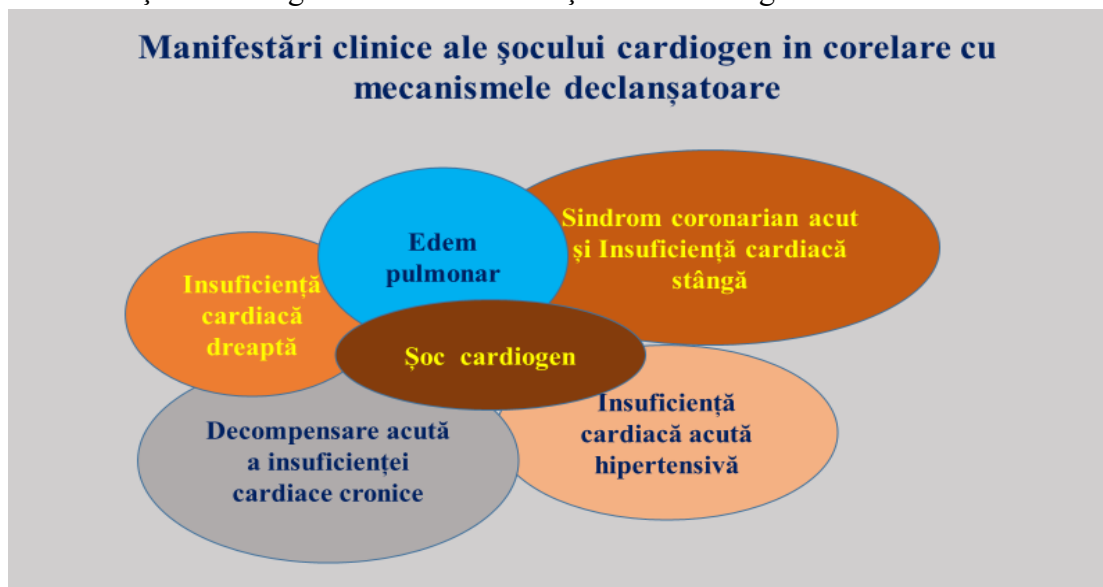 Manifestări clinice ale şocului cardiogen in corelare cu
mecanismele declanșatoare
Edem
pulmonar
Sindrom coronarian acut
și Insuficiență cardiacă
stângă
Insuficiență
cardiacă
dreaptă
Șoc cardiogen
Insuficiență
cardiacă acută
hipertensivă
Decompensare acută
a insuficienței
cardiace cronice